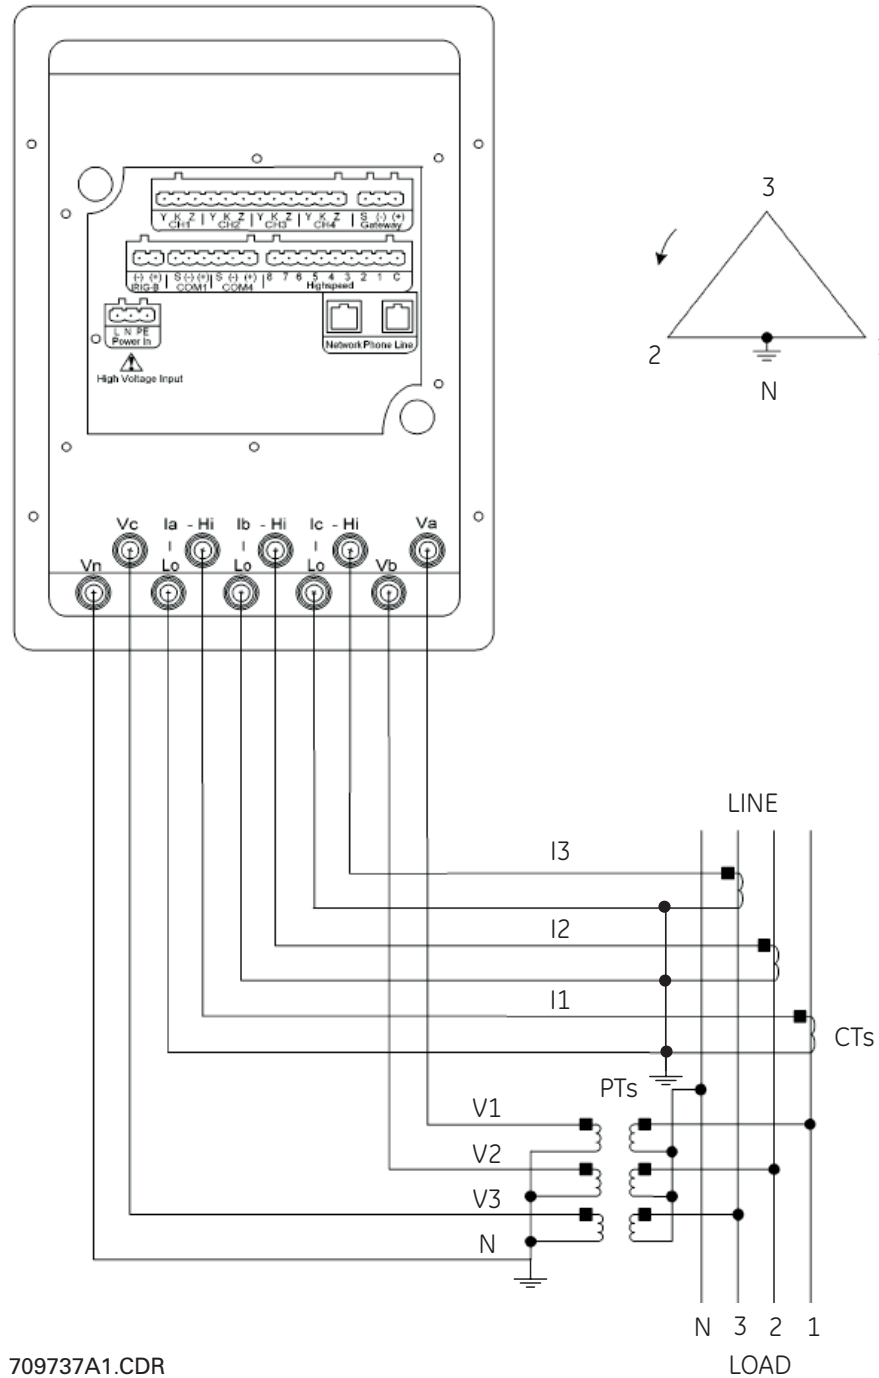 Y K Z | Y K Z | Y K Z | Y K Z | S (-) (+)
CH1 CH2 CH3 CH4 Gateway
(-) (+) S (-) (+) S (-) (+) 8 7 6 5 4 3 2 1 C
IRIG-B COM1 COM4 Highspeed
L N PE
Power In
Network Phone Line
High Voltage Input
3
2
N
Vc Ia - Hi Ib - Hi Ic - Hi Va
Vn Lo Lo Lo Vb
LINE
I3
I2
I1
CTs
PTs
V1
V2
V3
N
N 3 2 1
LOAD
709737A1.CDR